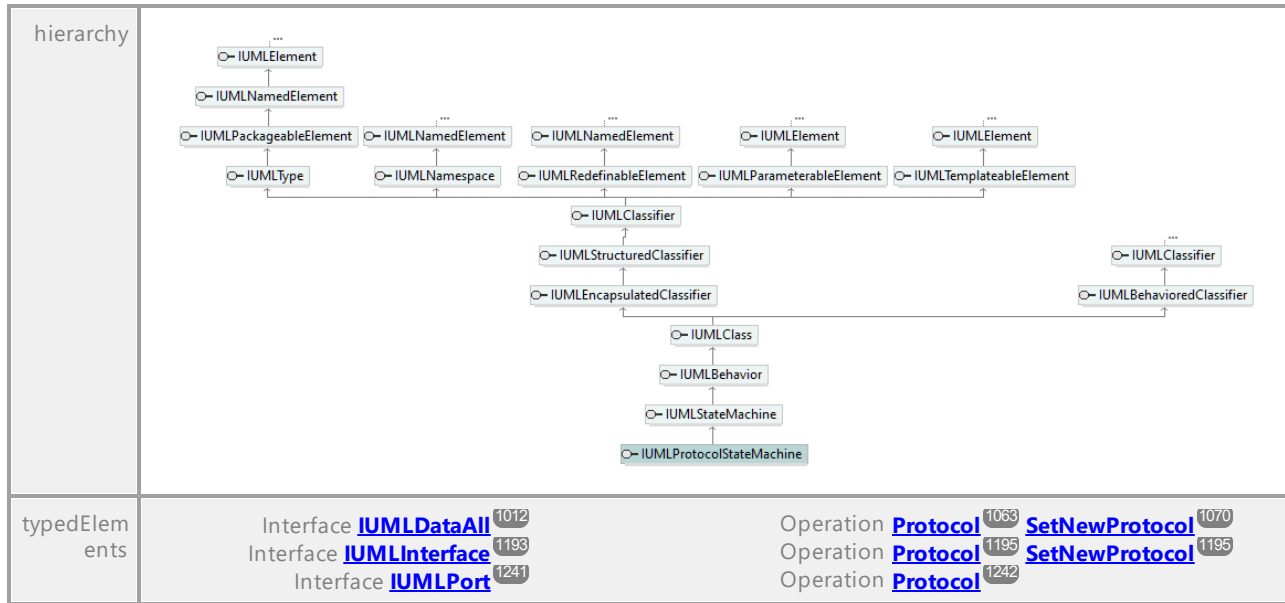 hierarchy
...
IUMLElement
IUMLNamedElement
... ... ... ...
IUMLPackageableElement IUMLNamedElement IUMLNamedElement IUMLElement IUMLElement
IUMLType IUMLNamespace IUMLRedefinableElement IUMLParameterableElement IUMLTemplateableElement
IUMLClassifier
...
IUMLStructuredClassifier IUMLClassifier
IUMLEncapsulatedClassifier IUMLBehavioredClassifier
IUMLClass
IUMLBehavior
IUMLStateMachine
IUMLProtocolStateMachine
typedElem
ents
Interface IUMLDataAll 1012 Operation Protocol 1063 SetNewProtocol 1070
Interface IUMLInterface 1193 Operation Protocol 1195 SetNewProtocol 1195
Interface IUMLPort 1241 Operation Protocol 1242